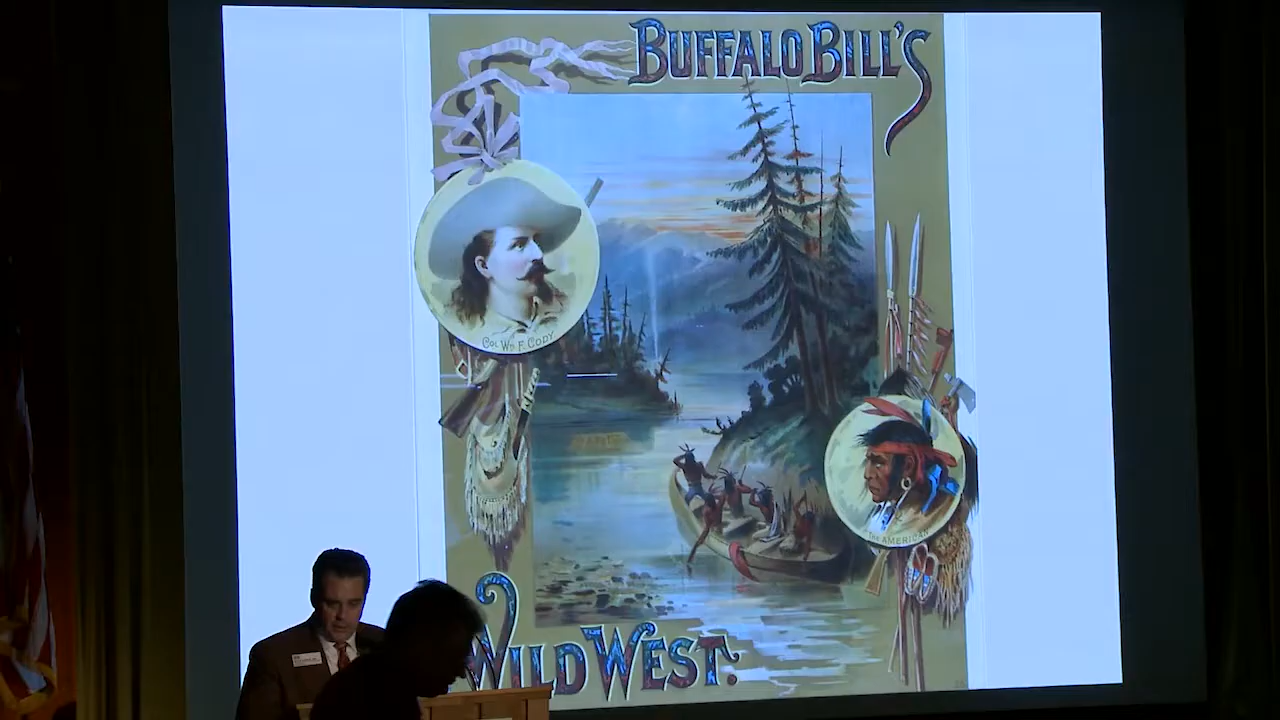 BUFFALO BILL'S
COL. WM. F. CODY
THE AMERICAN
WILD WEST.